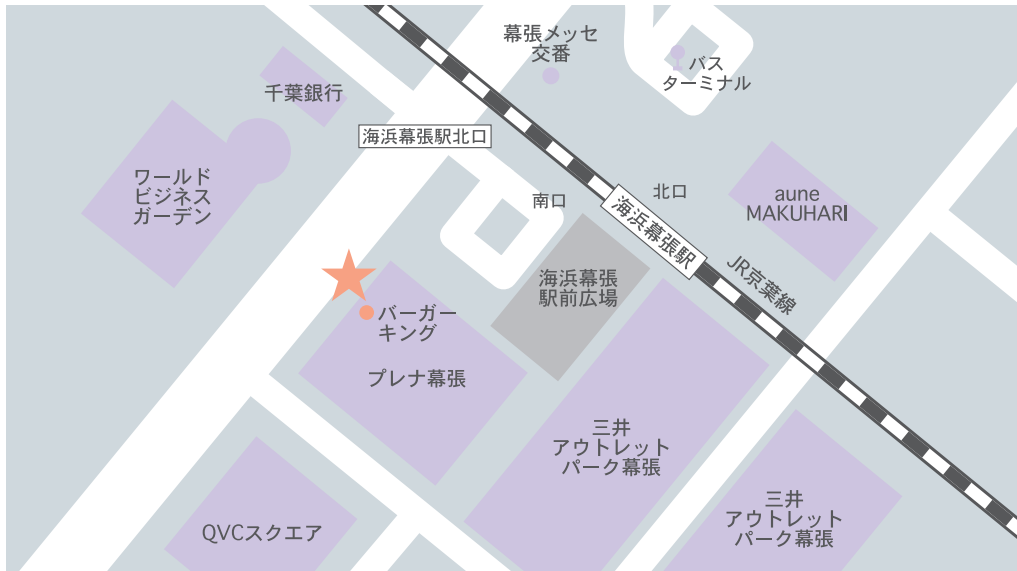 幕張メッセ
交番
バス
ターミナル
千葉銀行
海浜幕張駅北口
ワールド
ビジネス
ガーデン
南口
北口
海浜幕張駅
aune
MAKUHARI
JR京葉線
海浜幕張
駅前広場
バーガー
キング
プレナ幕張
三井
アウトレット
パーク幕張
三井
アウトレット
パーク幕張
QVCスクエア